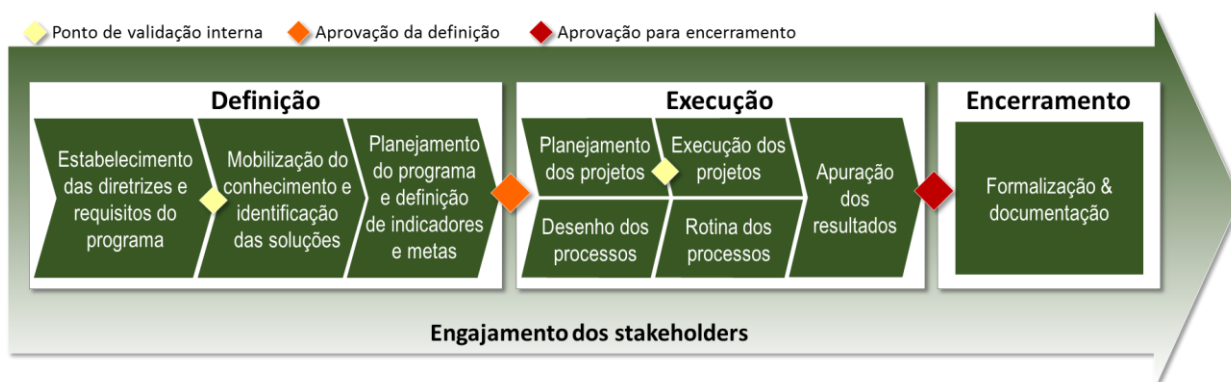 Ponto de validação interna
Aprovação da definição
Aprovação para encerramento
Definição
Estabelecimento
das diretrizes e
requisitos do
programa
Mobilização do
conhecimento e
identificação
das soluções
Planejamento
do programa
e definição
de indicadores
e metas
Execução
Planejamento
dos projetos
Execução dos
projetos
Desenho dos
processos
Rotina dos
processos
Apuração
dos
resultados
Encerramento
Formalização &
documentação
Engajamento dos stakeholders